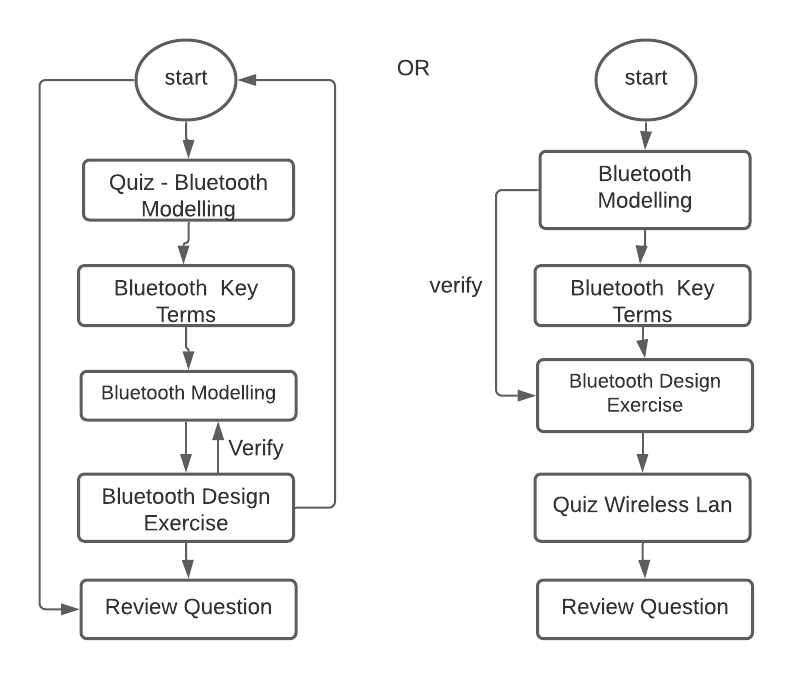 start
OR
start
Quiz - Bluetooth
Modelling
Bluetooth  Key
Terms
Bluetooth Modelling
Verify
Bluetooth Design
Exercise
Review Question
Bluetooth
Modelling
verify
Bluetooth  Key
Terms
Bluetooth Design
Exercise
Quiz Wireless Lan
Review Question